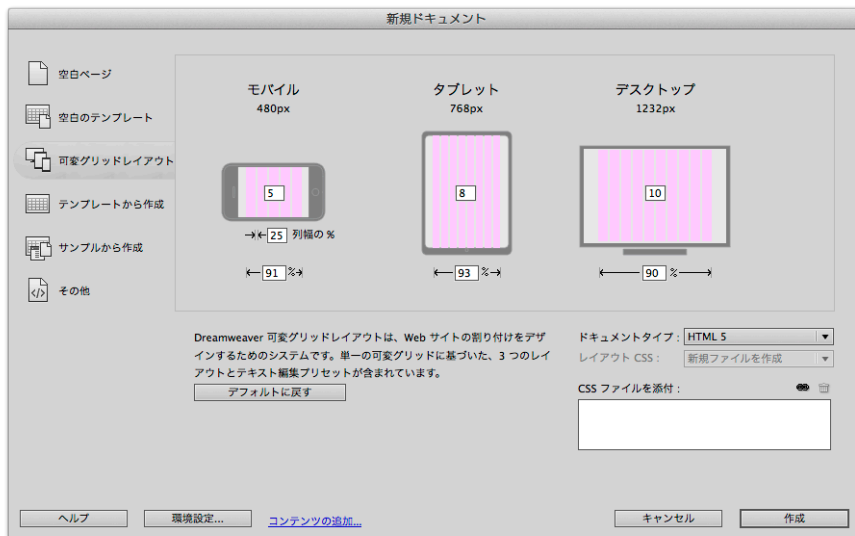 新規ドキュメント
空白ページ
空白のテンプレート
可変グリッドレイアウト
テンプレートから作成
サンプルから作成
その他
モバイル
480px
5
25 列幅の %
91 %
タブレット
768px
8
93 %
デスクトップ
1232px
10
90 %
Dreamweaver 可変グリッドレイアウトは、Web サイトの割り付けをデザ
インするためのシステムです。単一の可変グリッドに基づいた、3 つのレイ
アウトとテキスト編集プリセットが含まれています。
デフォルトに戻す
ドキュメントタイプ : HTML 5
レイアウト CSS : 新規ファイルを作成
CSS ファイルを添付 :
ヘルプ
環境設定...
コンテンツの追加...
キャンセル
作成